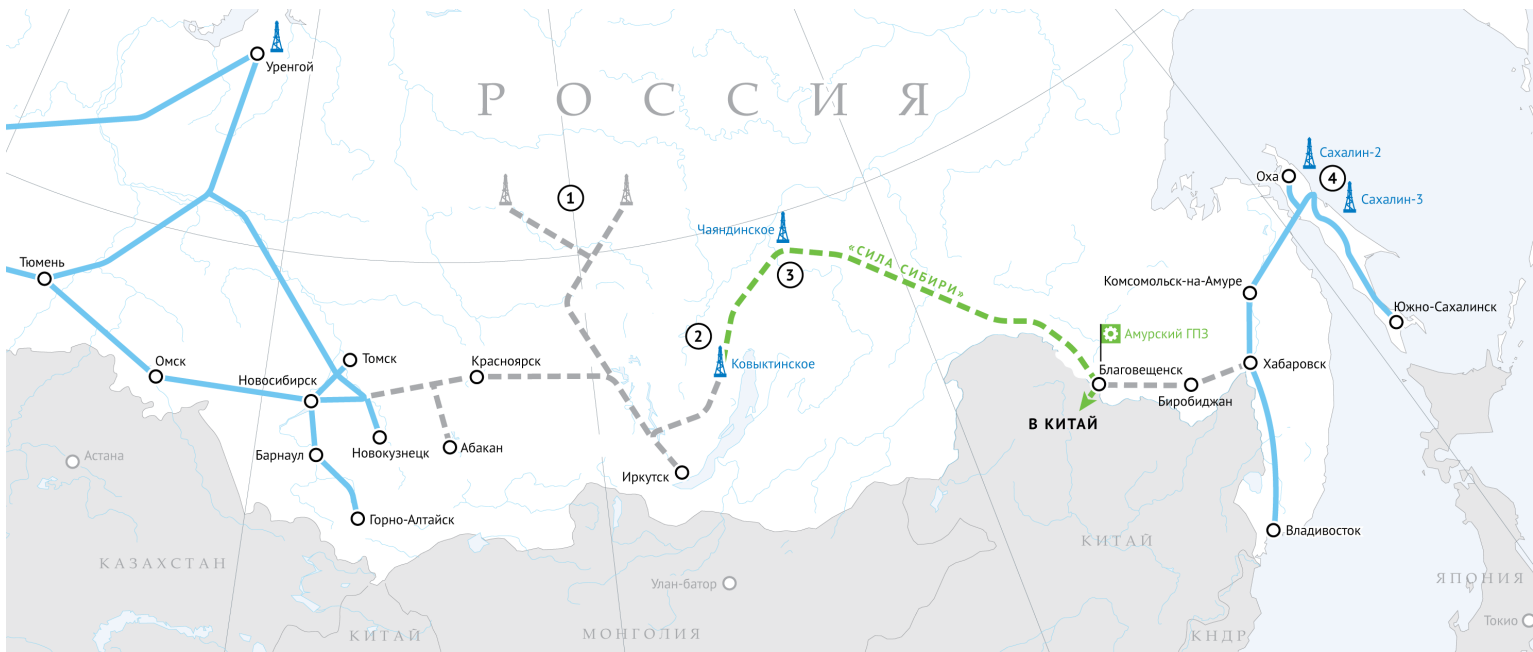 Уренгой
РОССИЯ
1
Сахалин-2
Оха
4
Сахалин-3
Чаяндинское
«СИЛА СИБИРИ»
Тюмень
3
Комсомольск-на-Амуре
Южно-Сахалинск
2
Амурский ГПЗ
Омск
Томск
Красноярск
Ковыктинское
Хабаровск
Новосибирск
Благовещенск
Биробиджан
В КИТАЙ
Астана
Барнаул
Новокузнецк
Абакан
Иркутск
Горно-Алтайск
Владивосток
КИТАЙ
КАЗАХСТАН
Улан-батор
ЯПОНИЯ
Токио
КИТАЙ
МОНГОЛИЯ
КНДР